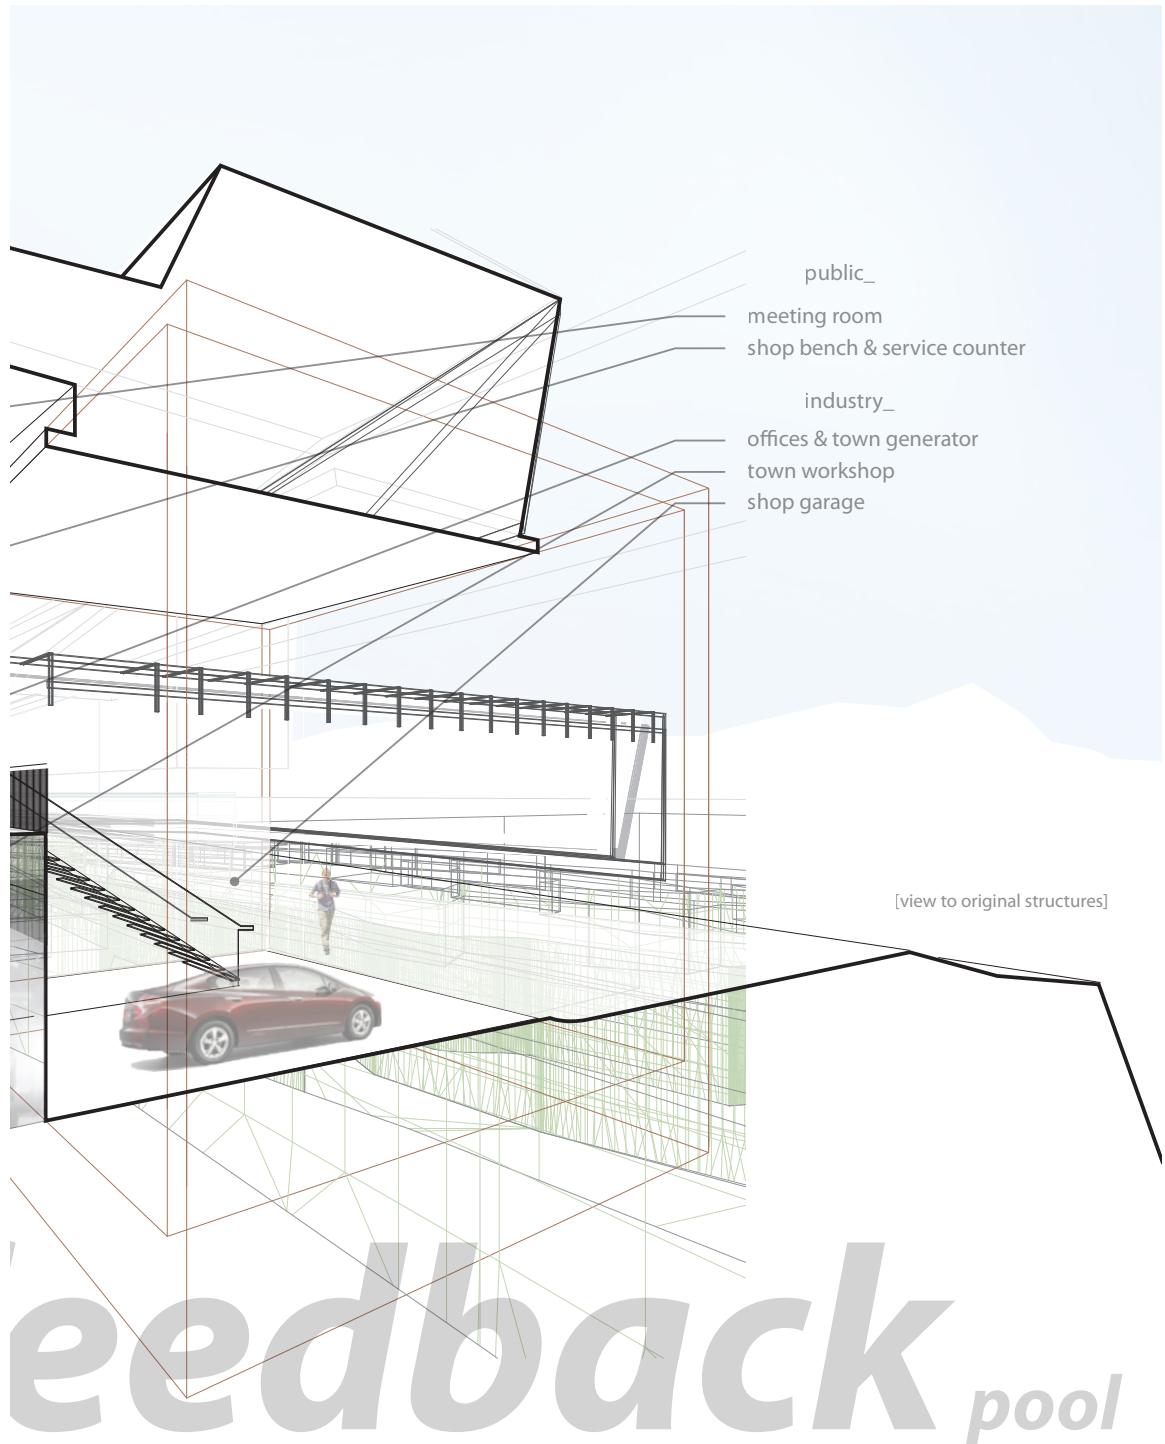 public_
meeting room
shop bench & service counter
industry_
offices & town generator
town workshop
shop garage
[view to original structures]
feedback pool